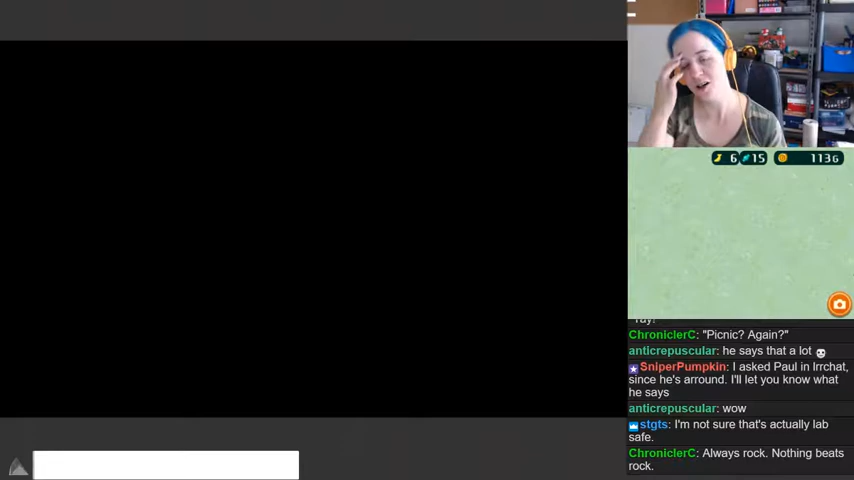 6 15 1136
ray!
ChroniclerC: "Picnic? Again?"
anticrepuscular: he says that a lot
SniperPumpkin: I asked Paul in Irrchat,
since he's arround. I'll let you know what
he says
anticrepuscular: wow
stgts: I'm not sure that's actually lab
safe.
ChroniclerC: Always rock. Nothing beats
rock.